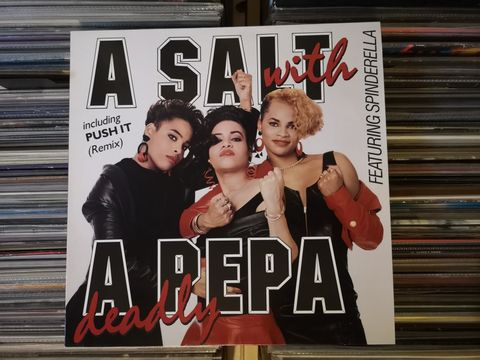 A SALT
with
including
PUSH IT
(Remix)
FEATURING SPINDERELLA
A PEPA
deadly